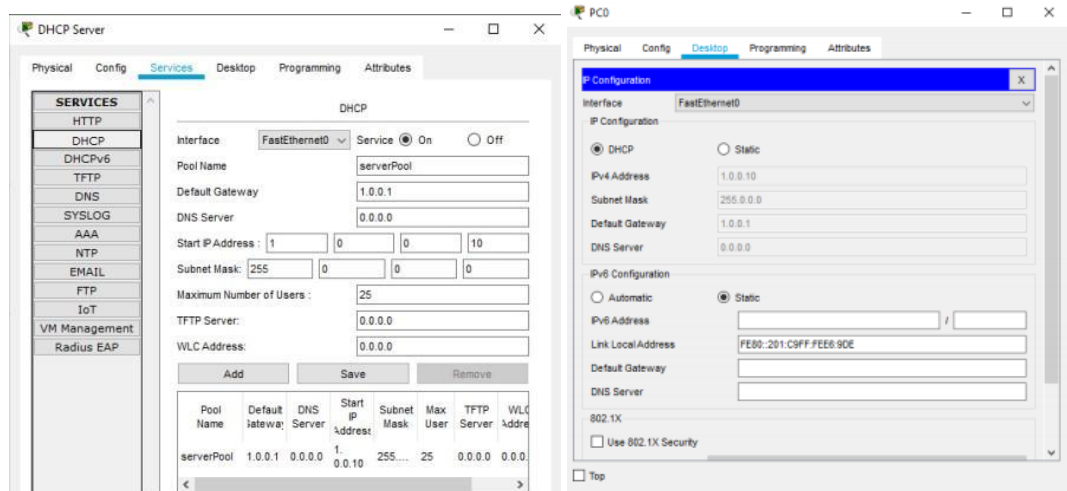 DHCP Server
Physical Config Services Desktop Programming Attributes
SERVICES
HTTP
DHCP
DHCPv6
TFTP
DNS
SYSLOG
AAA
NTP
EMAIL
FTP
IoT
VM Management
Radius EAP
DHCP
Interface FastEthernet0 Service On Off
Pool Name serverPool
Default Gateway 1.0.0.1
DNS Server 0.0.0.0
Start IP Address : 1 0 0 10
Subnet Mask: 255 0 0 0
Maximum Number of Users : 25
TFTP Server: 0.0.0.0
WLC Address: 0.0.0.0
Add Save Remove
Pool Name Default Gateway DNS Server Start IP Address Subnet Mask Max User TFTP Server WLC Addre
serverPool 1.0.0.1 0.0.0.0 1.0.0.10 255.... 25 0.0.0.0 0.0.0.
PC0
Physical Config Desktop Programming Attributes
IP Configuration X
Interface FastEthernet0
IP Configuration
DHCP Static
IPv4 Address 1.0.0.10
Subnet Mask 255.0.0.0
Default Gateway 1.0.0.1
DNS Server 0.0.0.0
IPv6 Configuration
Automatic Static
IPv6 Address /
Link Local Address FE80::201:C9FF:FEE6:9DE
Default Gateway
DNS Server
802.1X
Use 802.1X Security
Top